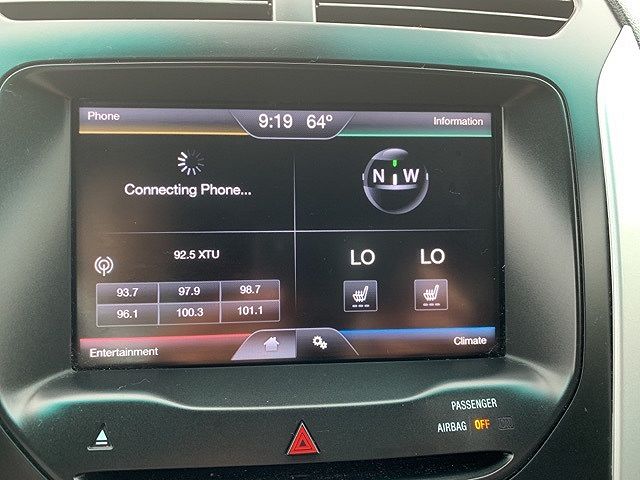 Phone
9:19 64°
Information
Connecting Phone...
N W
92.5 XTU
93.7 97.9 98.7
96.1 100.3 101.1
LO LO
Entertainment
Climate
PASSENGER
AIRBAG OFF